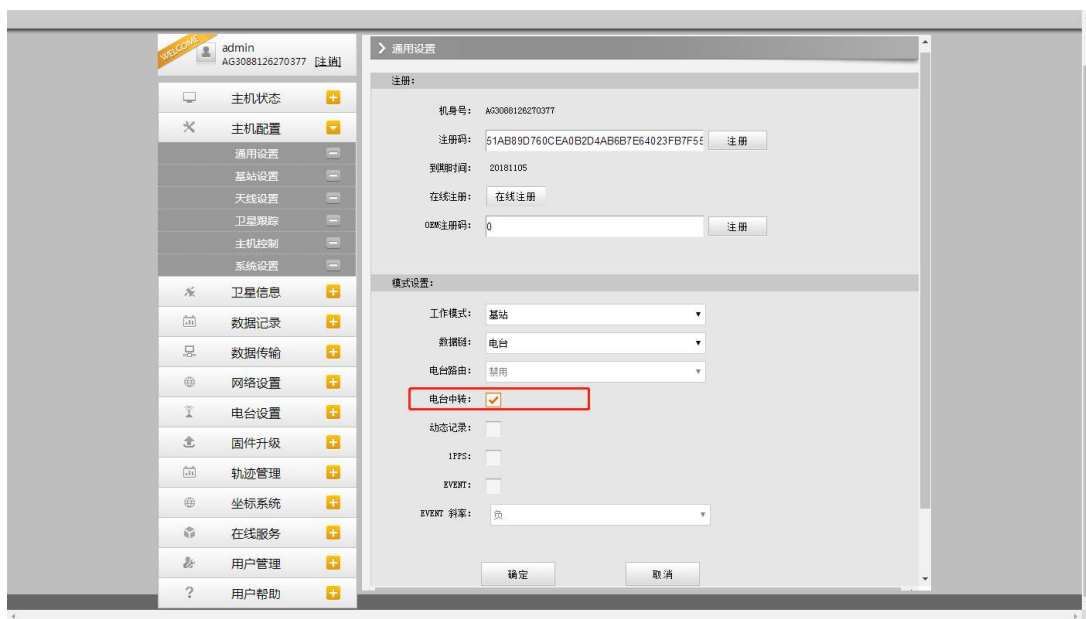 WELCOME
admin
AG3088126270377 [注销]
主机状态
主机配置
通用设置
基站设置
天线设置
卫星跟踪
主机控制
系统设置
卫星信息
数据记录
数据传输
网络设置
电台设置
固件升级
轨迹管理
坐标系统
在线服务
用户管理
用户帮助
通用设置
注册:
机身号: AG3088126270377
注册码: 51AB89D760CEA0B2D4AB6B7E64023FB7F55 注册
到期时间: 20181105
在线注册: 在线注册
OEM注册码: 0 注册
模式设置:
工作模式: 基站
数据链: 电台
电台路由: 禁用
电台中转:
动态记录:
1PPS:
EVENT:
EVENT 斜率: 负
确定 取消